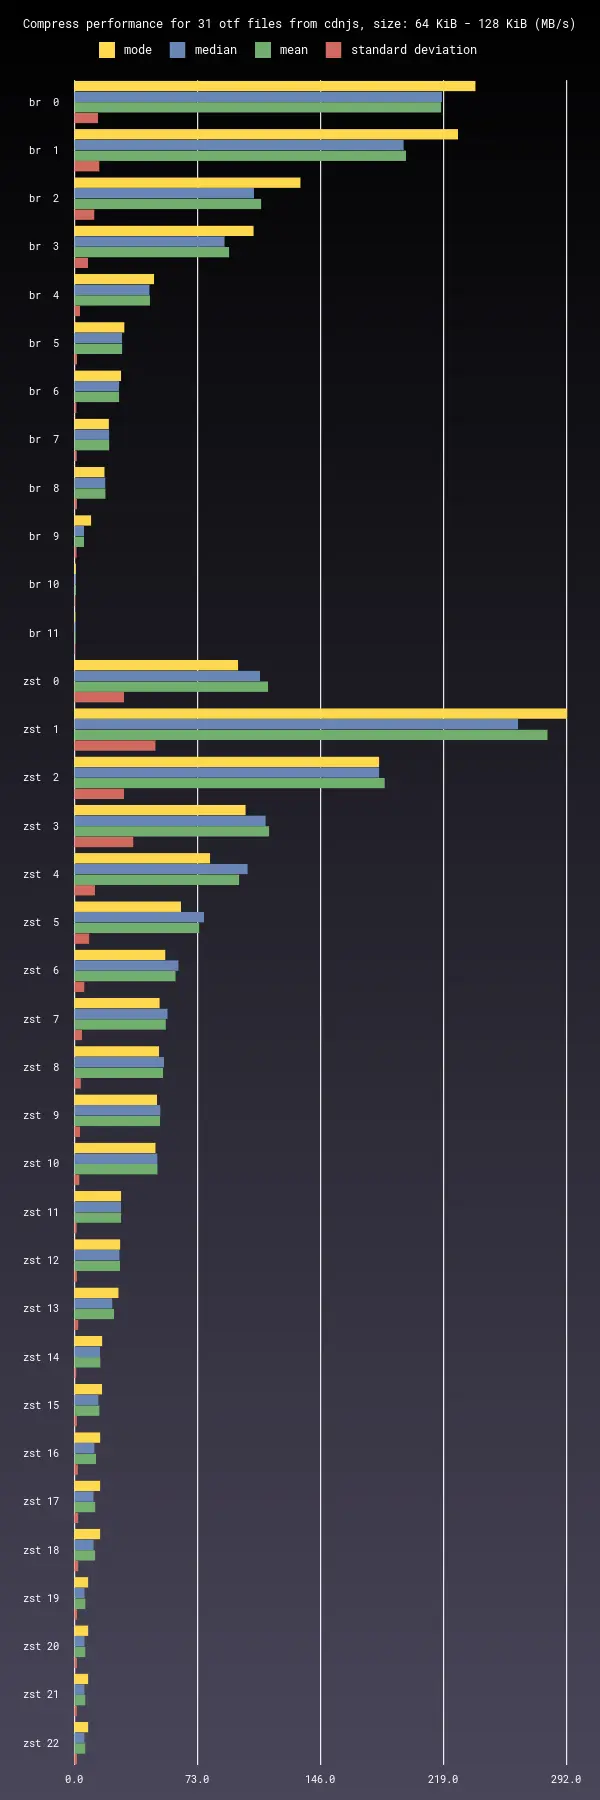 Compress performance for 31 otf files from cdnjs, size: 64 KiB - 128 KiB (MB/s)
mode median mean standard deviation
br 0
br 1
br 2
br 3
br 4
br 5
br 6
br 7
br 8
br 9
br 10
br 11
zst 0
zst 1
zst 2
zst 3
zst 4
zst 5
zst 6
zst 7
zst 8
zst 9
zst 10
zst 11
zst 12
zst 13
zst 14
zst 15
zst 16
zst 17
zst 18
zst 19
zst 20
zst 21
zst 22
0.0 73.0 146.0 219.0 292.0